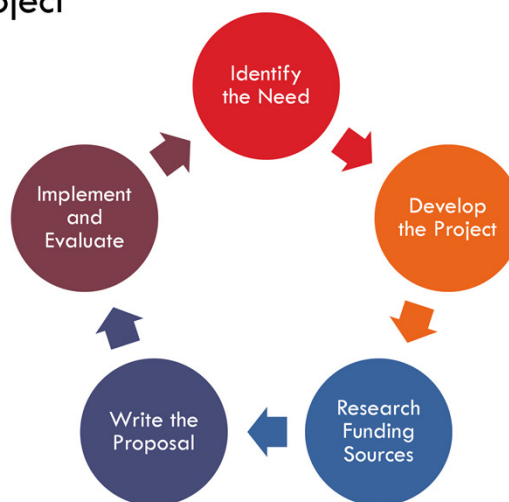 Identify
the Need
Develop
the Project
Research
Funding
Sources
Write the
Proposal
Implement
and
Evaluate